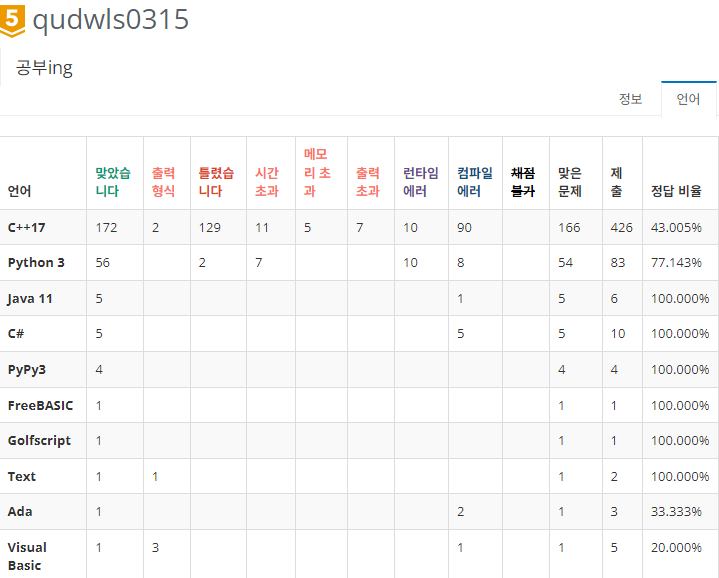 5 qudwls0315
공부ing
정보 언어
언어 맞았습니다 출력 형식 틀렸습니다 시간 초과 메모리 초과 출력 초과 런타임 에러 컴파일 에러 채점 불가 맞은 문제 제출 정답 비율
C++17 172 2 129 11 5 7 10 90 166 426 43.005%
Python 3 56 2 7 10 8 54 83 77.143%
Java 11 5 1 5 6 100.000%
C# 5 5 5 10 100.000%
PyPy3 4 4 4 100.000%
FreeBASIC 1 1 1 100.000%
Golfscript 1 1 1 100.000%
Text 1 1 1 2 100.000%
Ada 1 2 1 3 33.333%
Visual Basic 1 3 1 1 5 20.000%